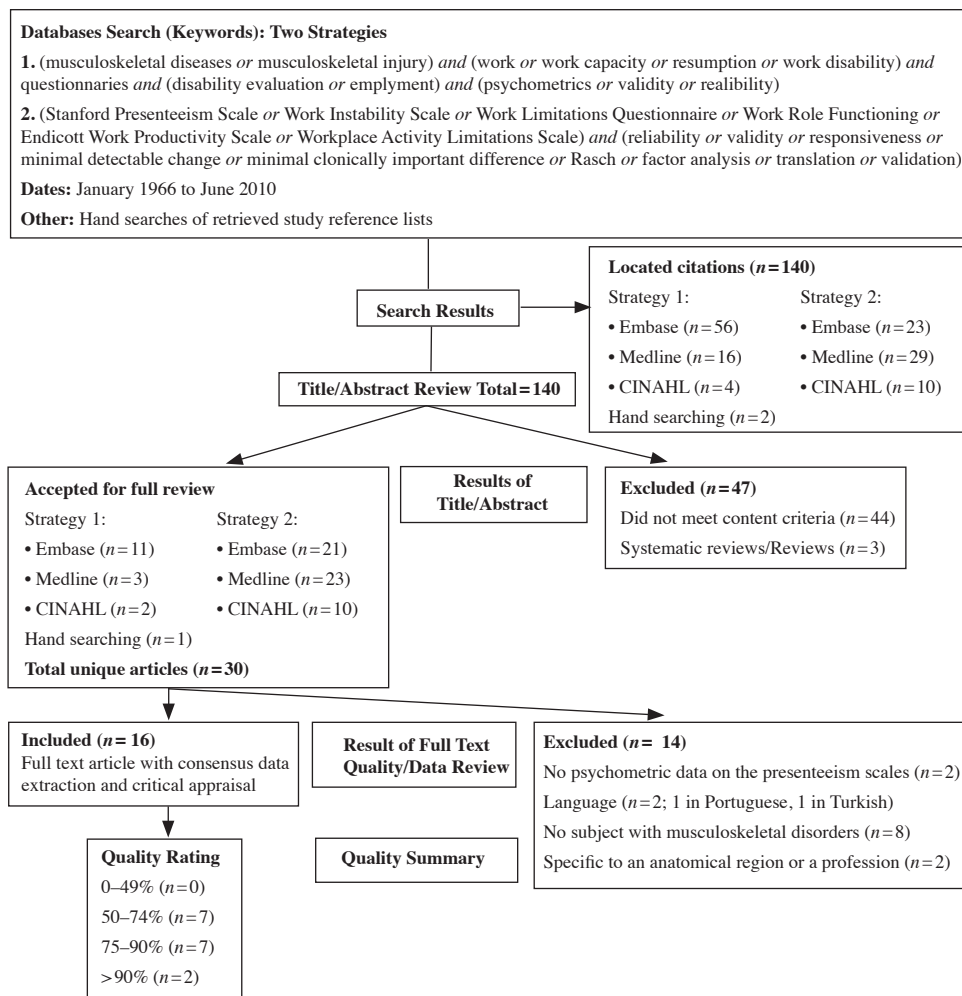 Databases Search (Keywords): Two Strategies
1. (musculoskeletal diseases or musculoskeletal injury) and (work or work capacity or resumption or work disability) and
questionnaries and (disability evaluation or emplyment) and (psychometrics or validity or realibility)
2. (Stanford Presenteeism Scale or Work Instability Scale or Work Limitations Questionnaire or Work Role Functioning or
Endicott Work Productivity Scale or Workplace Activity Limitations Scale) and (reliability or validity or responsiveness or
minimal detectable change or minimal clonically important difference or Rasch or factor analysis or translation or validation)
Dates: January 1966 to June 2010
Other: Hand searches of retrieved study reference lists
Search Results
Located citations (n=140)
Strategy 1:
• Embase (n=56)
• Medline (n=16)
• CINAHL (n=4)
Strategy 2:
• Embase (n=23)
• Medline (n=29)
• CINAHL (n=10)
Hand searching (n=2)
Title/Abstract Review Total=140
Accepted for full review
Strategy 1:
• Embase (n=11)
• Medline (n=3)
• CINAHL (n=2)
Strategy 2:
• Embase (n=21)
• Medline (n=23)
• CINAHL (n=10)
Hand searching (n=1)
Total unique articles (n=30)
Results of
Title/Abstract
Excluded (n=47)
Did not meet content criteria (n=44)
Systematic reviews/Reviews (n=3)
Included (n=16)
Full text article with consensus data
extraction and critical appraisal
Result of Full Text
Quality/Data Review
Excluded (n= 14)
No psychometric data on the presenteeism scales (n=2)
Language (n=2; 1 in Portuguese, 1 in Turkish)
No subject with musculoskeletal disorders (n=8)
Specific to an anatomical region or a profession (n=2)
Quality Rating
0–49% (n=0)
50–74% (n=7)
75–90% (n=7)
>90% (n=2)
Quality Summary